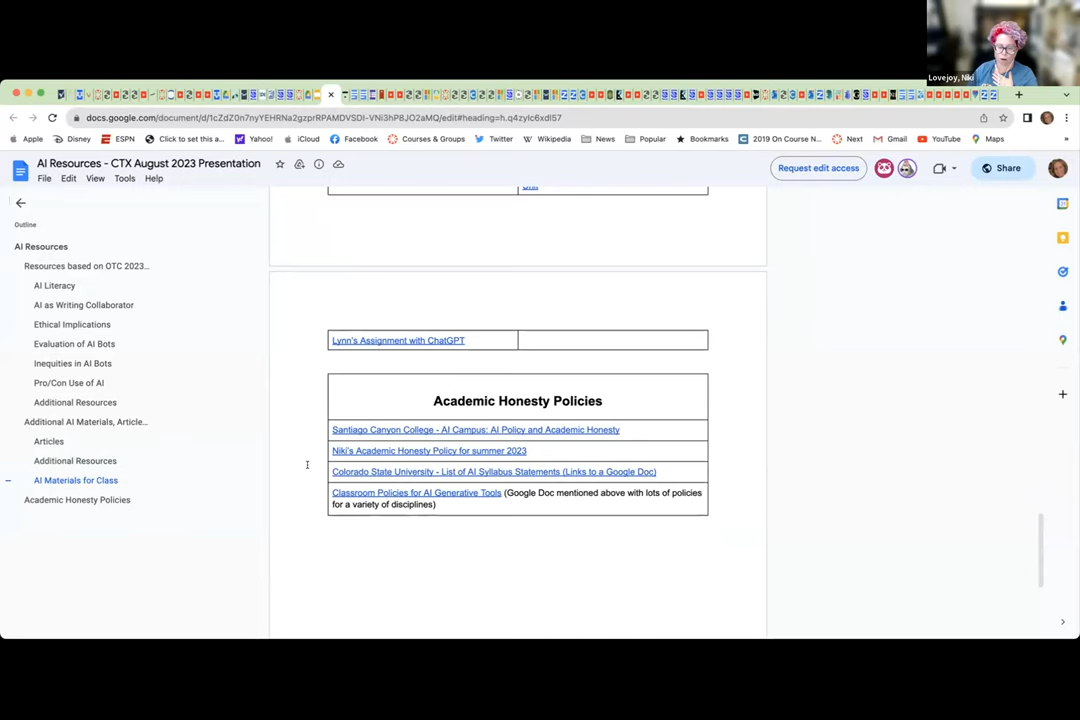 Lovejoy, Niki
docs.google.com/document/d/1cZdZ0n7nyYEHRNa2gzprRPAMDVSDI-VNi3hP8JO2aMQ/edit#heading=h.q4zylc6xdl57
Apple
Disney
ESPN
Click to set this a...
Yahoo!
iCloud
Facebook
Courses & Groups
Twitter
Wikipedia
News
Popular
Bookmarks
2019 On Course N...
Next
Gmail
YouTube
Maps
AI Resources - CTX August 2023 Presentation
File Edit View Tools Help
Request edit access
Share
Outline
AI Resources
Resources based on OTC 2023...
AI Literacy
AI as Writing Collaborator
Ethical Implications
Evaluation of AI Bots
Inequities in AI Bots
Pro/Con Use of AI
Additional Resources
Additional AI Materials, Article...
Articles
Additional Resources
AI Materials for Class
Academic Honesty Policies
Lynn's Assignment with ChatGPT
Academic Honesty Policies
Santiago Canyon College - AI Campus: AI Policy and Academic Honesty
Niki's Academic Honesty Policy for summer 2023
Colorado State University - List of AI Syllabus Statements (Links to a Google Doc)
Classroom Policies for AI Generative Tools (Google Doc mentioned above with lots of policies
for a variety of disciplines)